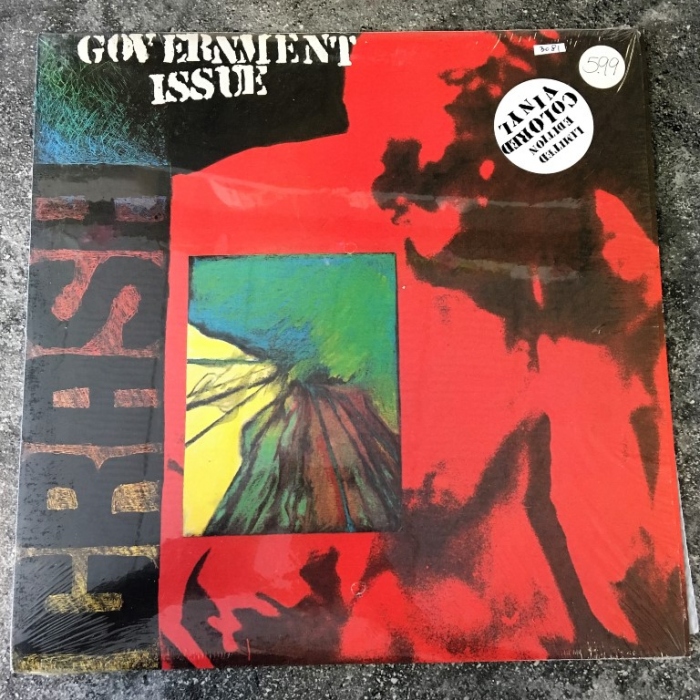 GOVERNMENT
ISSUE
CRASH
5.99
LIMITED
EDITION
COLORED
VINYL